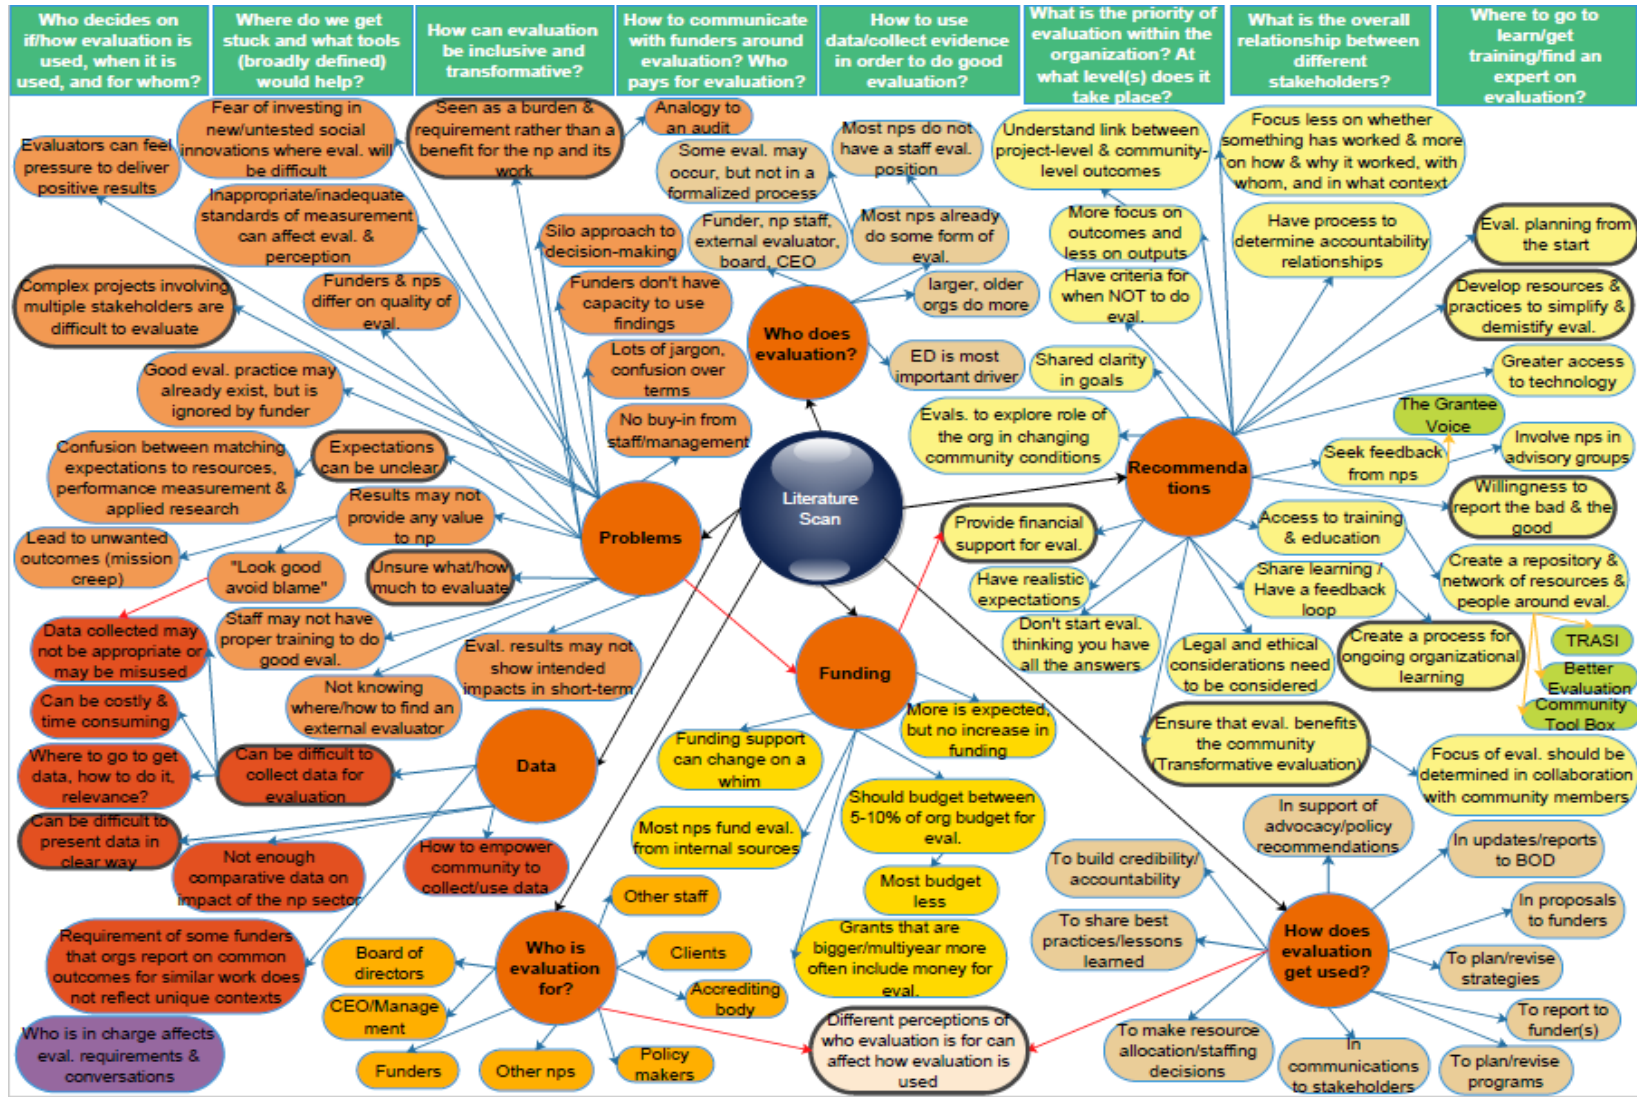 Who decides on
if/how evaluation is
used, when it is
used, and for whom?
Where do we get
stuck and what tools
(broadly defined)
would help?
How can evaluation
be inclusive and
transformative?
How to communicate
with funders around
evaluation? Who
pays for evaluation?
How to use
data/collect evidence
in order to do good
evaluation?
What is the priority of
evaluation within the
organization? At
what level(s) does it
take place?
What is the overall
relationship between
different
stakeholders?
Where to go to
learn/get
training/find an
expert on
evaluation?
Evaluators can feel
pressure to deliver
positive results
Fear of investing in
new/untested social
innovations where eval. will
be difficult
Seen as a burden &
requirement rather than a
benefit for the np and its
work
Analogy to
an audit
Inappropriate/inadequate
standards of measurement
can affect eval. &
perception
Silo approach to
decision-making
Complex projects involving
multiple stakeholders are
difficult to evaluate
Funders & nps
differ on quality of
eval.
Funders don't have
capacity to use
findings
Good eval. practice may
already exist, but is
ignored by funder
Lots of jargon,
confusion over
terms
No buy-in from
staff/management
Confusion between matching
expectations to resources,
performance measurement &
applied research
Expectations
can be unclear
Results may not
provide any value
to np
Lead to unwanted
outcomes (mission
creep)
"Look good
avoid blame"
Unsure what/how
much to evaluate
Problems
Staff may not have
proper training to do
good eval.
Not knowing
where/how to find an
external evaluator
Eval. results may not
show intended
impacts in short-term
Some eval. may
occur, but not in a
formalized process
Most nps do not
have a staff eval.
position
Funder, np staff,
external evaluator,
board, CEO
Most nps already
do some form of
eval.
larger, older
orgs do more
Who does
evaluation?
ED is most
important driver
Literature
Scan
Understand link between
project-level & community-
level outcomes
Focus less on whether
something has worked & more
on how & why it worked, with
whom, and in what context
More focus on
outcomes and
less on outputs
Have process to
determine accountability
relationships
Eval. planning from
the start
Have criteria for
when NOT to do
eval.
Develop resources &
practices to simplify &
demistify eval.
Shared clarity
in goals
Greater access
to technology
Evals. to explore role of
the org in changing
community conditions
The Grantee
Voice
Recommenda
tions
Seek feedback
from nps
Involve nps in
advisory groups
Willingness to
report the bad & the
good
Provide financial
support for eval.
Access to training
& education
Create a repository &
network of resources &
people around eval.
Have realistic
expectations
Share learning /
Have a feedback
loop
Don't start eval.
thinking you have
all the answers
Legal and ethical
considerations need
to be considered
Create a process for
ongoing organizational
learning
TRASI
Better
Evaluation
Community
Tool Box
Ensure that eval. benefits
the community
(Transformative evaluation)
Focus of eval. should be
determined in collaboration
with community members
Data collected may
not be appropriate or
may be misused
Can be costly &
time consuming
Where to go to get
data, how to do it,
relevance?
Can be difficult to
collect data for
evaluation
Data
Can be difficult to
present data in
clear way
Not enough
comparative data on
impact of the np sector
How to empower
community to
collect/use data
Requirement of some funders
that orgs report on common
outcomes for similar work does
not reflect unique contexts
Who is in charge affects
eval. requirements &
conversations
Funding
Funding support
can change on a
whim
More is expected,
but no increase in
funding
Most nps fund eval.
from internal sources
Should budget between
5-10% of org budget for
eval.
Most budget
less
Grants that are
bigger/multiyear more
often include money for
eval.
Who is
evaluation
for?
Other staff
Board of
directors
Clients
CEO/Manage
ment
Accrediting
body
Funders
Other nps
Policy
makers
Different perceptions of
who evaluation is for can
affect how evaluation is
used
In support of
advocacy/policy
recommendations
To build credibility/
accountability
In updates/reports
to BOD
To share best
practices/lessons
learned
In proposals
to funders
How does
evaluation
get used?
To plan/revise
strategies
To make resource
allocation/staffing
decisions
To report to
funder(s)
In
communications
to stakeholders
To plan/revise
programs